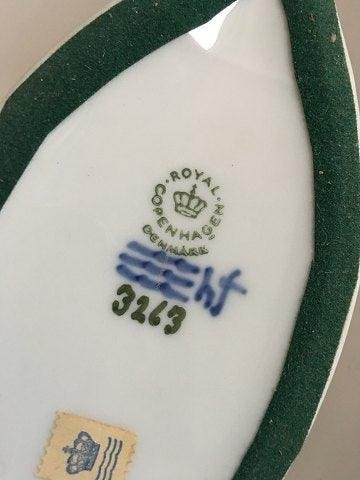 ROYAL
COPENHAGEN
DENMARK
hf
3263